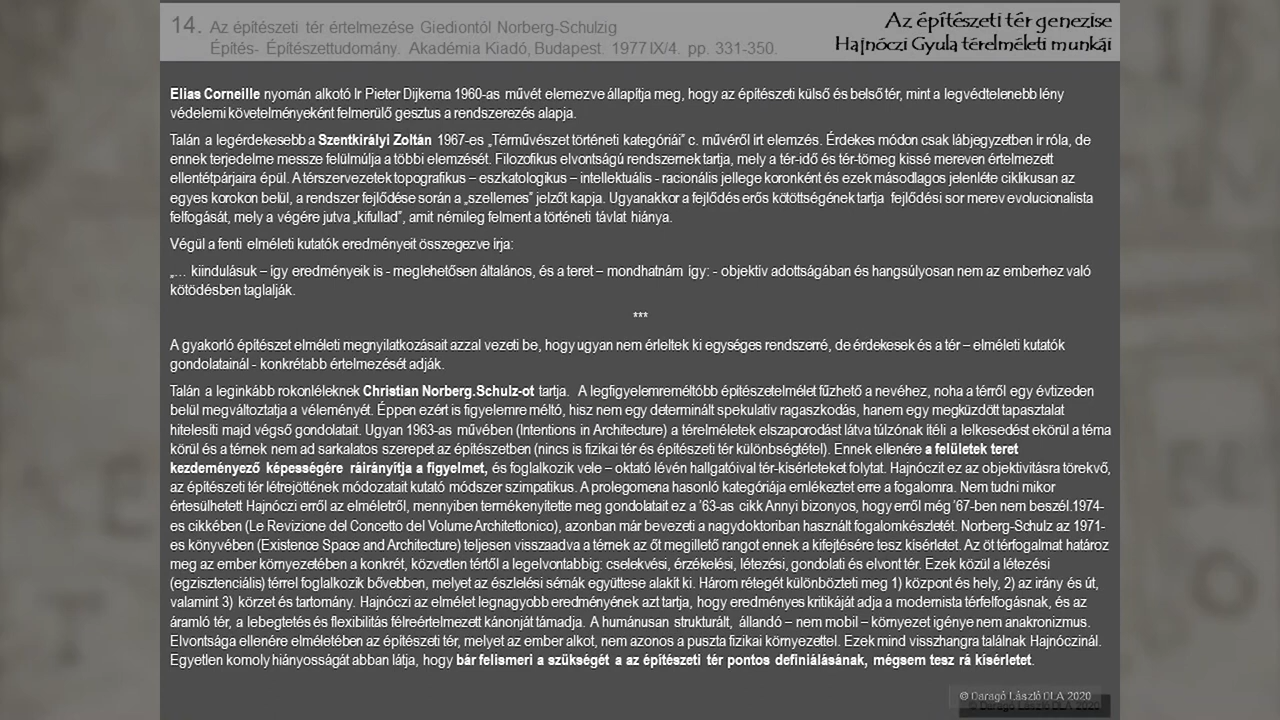 14. Az építészeti tér értelmezése Giediontól Norberg-Schulzig
Építés- Építészettudomány. Akadémia Kiadó, Budapest. 1977 IX/4. pp. 331-350.
Az építészeti tér genezise
Hajnóczi Gyula térelméleti munkái
Elias Corneille nyomán alkotó Ir Pieter Dijkema 1960-as művét elemezve állapítja meg, hogy az építészeti külső és belső tér, mint a legvédtelenebb lény
védelemi követelményeként felmerülő gesztus a rendszerezés alapja.
Talán a legérdekesebb a Szentkirályi Zoltán 1967-es „Térművészet történeti kategóriái” c. művéről írt elemzés. Érdekes módon csak lábjegyzetben ír róla, de
ennek terjedelme messze felülmúlja a többi elemzését. Filozofikus elvontságú rendszernek tartja, mely a tér-idő és tér-tömeg kissé mereven értelmezett
ellentétpárjaira épül. A térszervezetek topografikus – eszkatologikus – intellektuális - racionális jellege koronként és ezek másodlagos jelenléte ciklikusan az
egyes korokon belül, a rendszer fejlődése során a „szellemes” jelzőt kapja. Ugyanakkor a fejlődés erős kötöttségének tartja fejlődési sor merev evolucionalista
felfogását, mely a végére jutva „kifullad”, amit némileg felment a történeti távlat hiánya.
Végül a fenti elméleti kutatók eredményeit összegezve írja:
„… kiindulásuk – így eredményeik is - meglehetősen általános, és a teret – mondhatnám így: - objektív adottságában és hangsúlyosan nem az emberhez való
kötödésben taglalják.
***
A gyakorló építészet elméleti megnyilatkozásait azzal vezeti be, hogy ugyan nem érleltek ki egységes rendszerré, de érdekesek és a tér – elméleti kutatók
gondolatainál - konkrétabb értelmezését adják.
Talán a leginkább rokonléleknek Christian Norberg.Schulz-ot tartja. A legfigyelemreméltóbb építészetelmélet fűzhető a nevéhez, noha a térről egy évtizeden
belül megváltoztatja a véleményét. Éppen ezért is figyelemre méltó, hisz nem egy determinált spekulatív ragaszkodás, hanem egy megküzdött tapasztalat
hitelesíti majd végső gondolatait. Ugyan 1963-as művében (Intentions in Architecture) a térelméletek elszaporodást látva túlzónak ítéli a lelkesedést ekörül a téma
körül és a térnek nem ad sarkalatos szerepet az építészetben (nincs is fizikai tér és építészeti tér különbségtétel). Ennek ellenére a felületek teret
kezdeményező képességére ráirányítja a figyelmet, és foglalkozik vele – oktató lévén hallgatóival tér-kísérleteket folytat. Hajnóczit ez az objektivitásra törekvő,
az építészeti tér létrejöttének módozatait kutató módszer szimpatikus. A prolegomena hasonló kategóriája emlékeztet erre a fogalomra. Nem tudni mikor
értesülhetett Hajnóczi erről az elméletről, mennyiben termékenyítette meg gondolatait ez a ’63-as cikk Annyi bizonyos, hogy erről még ’67-ben nem beszél.1974-
es cikkében (Le Revizione del Concetto del Volume Architettonico), azonban már bevezeti a nagydoktoriban használt fogalomkészletét. Norberg-Schulz az 1971-
es könyvében (Existence Space and Architecture) teljesen visszaadva a térnek az őt megillető rangot ennek a kifejtésére tesz kísérletet. Az öt térfogalmat határoz
meg az ember környezetében a konkrét, közvetlen tértől a legelvontabbig: cselekvési, érzékelési, létezési, gondolati és elvont tér. Ezek közül a létezési
(egzisztenciális) térrel foglalkozik bővebben, melyet az észlelési sémák együttese alakít ki. Három rétegét különbözteti meg 1) központ és hely, 2) az irány és út,
valamint 3) körzet és tartomány. Hajnóczi az elmélet legnagyobb eredményének azt tartja, hogy eredményes kritikáját adja a modernista térfelfogásnak, és az
áramló tér, a lebegtetés és flexibilitás félreértelmezett kánonját támadja. A humánusan strukturált, állandó – nem mobil – környezet igénye nem anakronizmus.
Elvontsága ellenére elméletében az építészeti tér, melyet az ember alkot, nem azonos a puszta fizikai környezettel. Ezek mind visszhangra találnak Hajnóczinál.
Egyetlen komoly hiányosságát abban látja, hogy bár felismeri a szükségét a az építészeti tér pontos definiálásának, mégsem tesz rá kísérletet.
© Daragó László DLA 2020